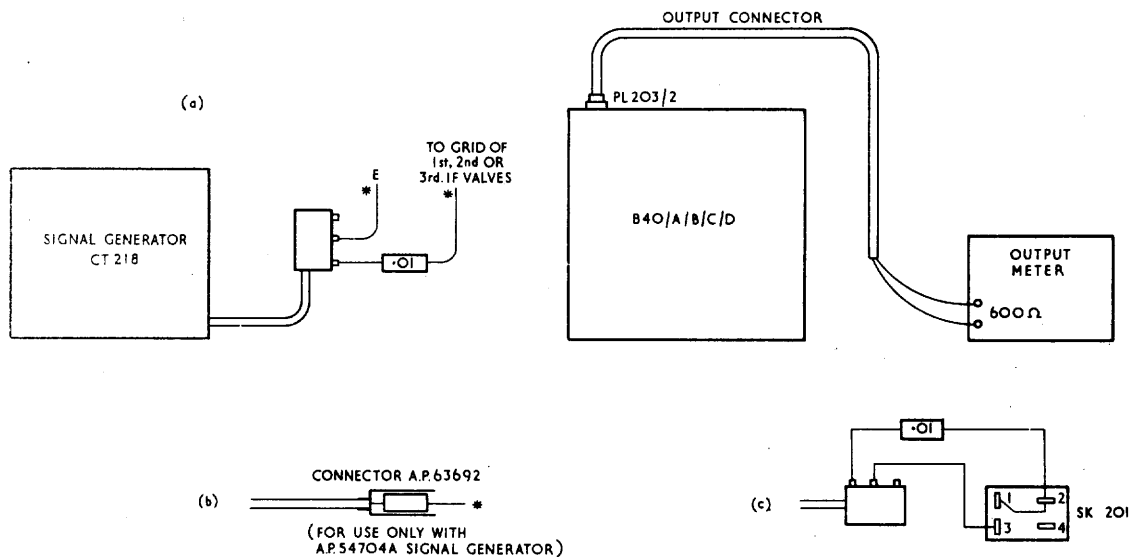 OUTPUT CONNECTOR
(a)
PL 203/2
TO GRID OF
1st, 2nd OR
3rd. IF VALVES
* E
*
SIGNAL GENERATOR
CT 218
·01
B40/A/B/C/D
OUTPUT
METER
600Ω
CONNECTOR A.P. 63692
(b)
*
(FOR USE ONLY WITH
A.P. 54704A SIGNAL GENERATOR)
·01
(c)
1 2
3 4
SK 201